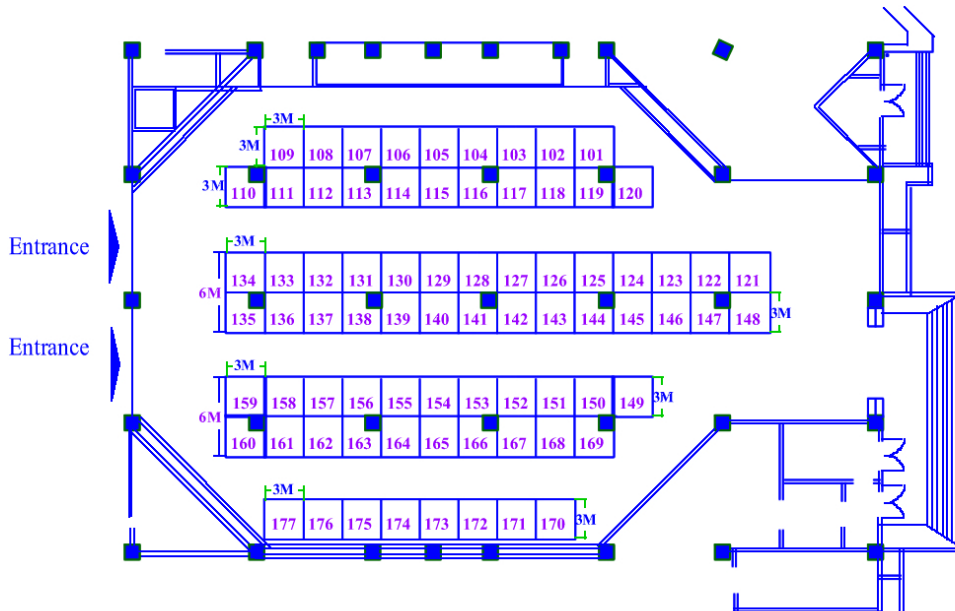 3M
3M
109 108 107 106 105 104 103 102 101
3M
110 111 112 113 114 115 116 117 118 119 120
Entrance
3M
134 133 132 131 130 129 128 127 126 125 124 123 122 121
6M
135 136 137 138 139 140 141 142 143 144 145 146 147 148
3M
Entrance
3M
159 158 157 156 155 154 153 152 151 150 149
3M
6M
160 161 162 163 164 165 166 167 168 169
3M
177 176 175 174 173 172 171 170
3M